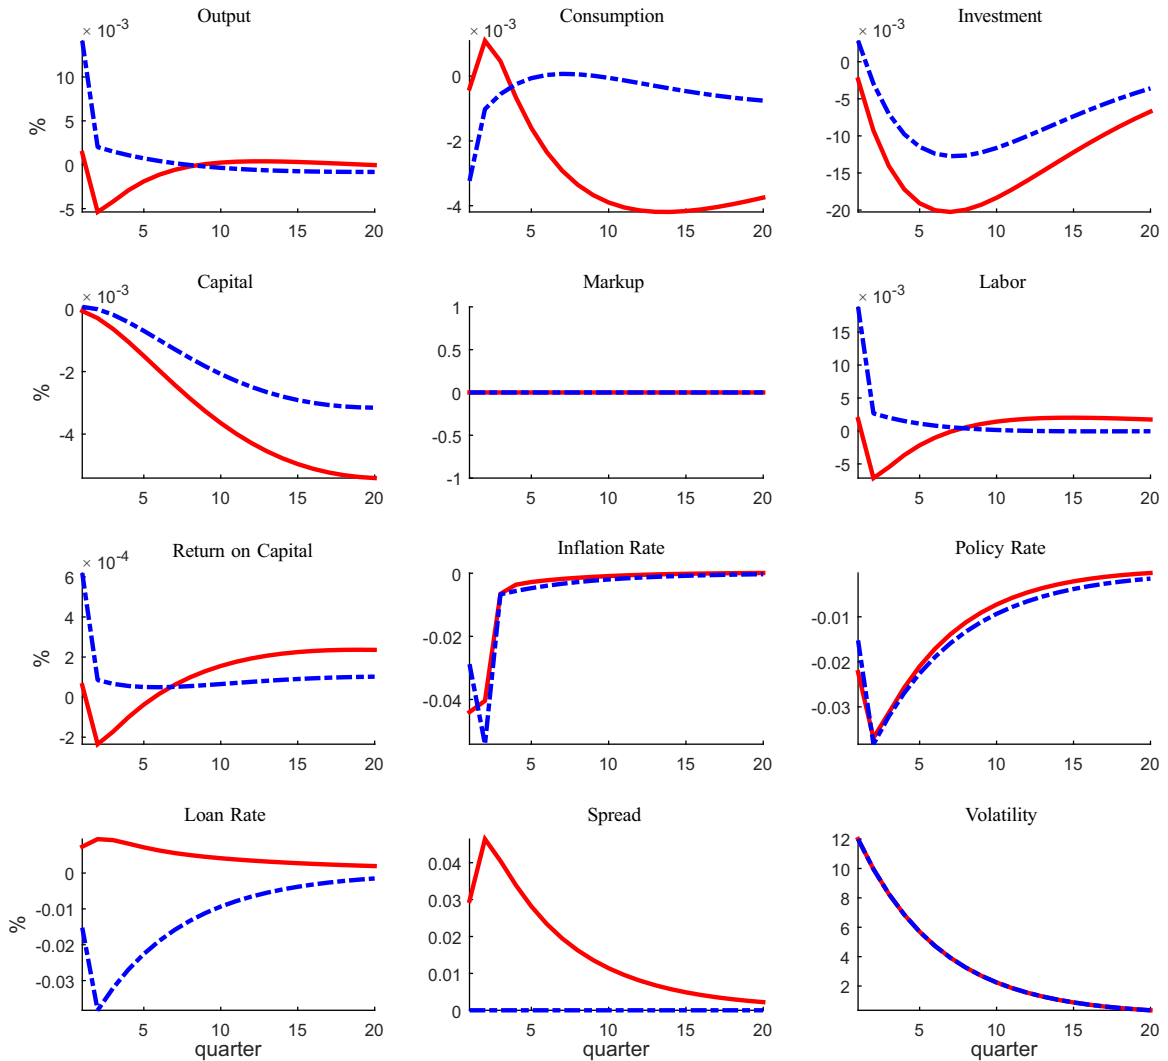 Output Consumption Investment
× 10-3 × 10-3 × 10-3
%
10
5
0
-5
5 10 15 20
0
-2
-4
5 10 15 20
0
-5
-10
-15
-20
5 10 15 20
Capital Markup Labor
× 10-3 × 10-3
%
0
-2
-4
5 10 15 20
1
0.5
0
-0.5
-1
5 10 15 20
15
10
5
0
-5
5 10 15 20
Return on Capital Inflation Rate Policy Rate
× 10-4
%
6
4
2
0
-2
5 10 15 20
0
-0.02
-0.04
5 10 15 20
-0.01
-0.02
-0.03
5 10 15 20
Loan Rate Spread Volatility
%
0
-0.01
-0.02
-0.03
5 10 15 20
quarter
0.04
0.03
0.02
0.01
0
5 10 15 20
quarter
12
10
8
6
4
2
5 10 15 20
quarter